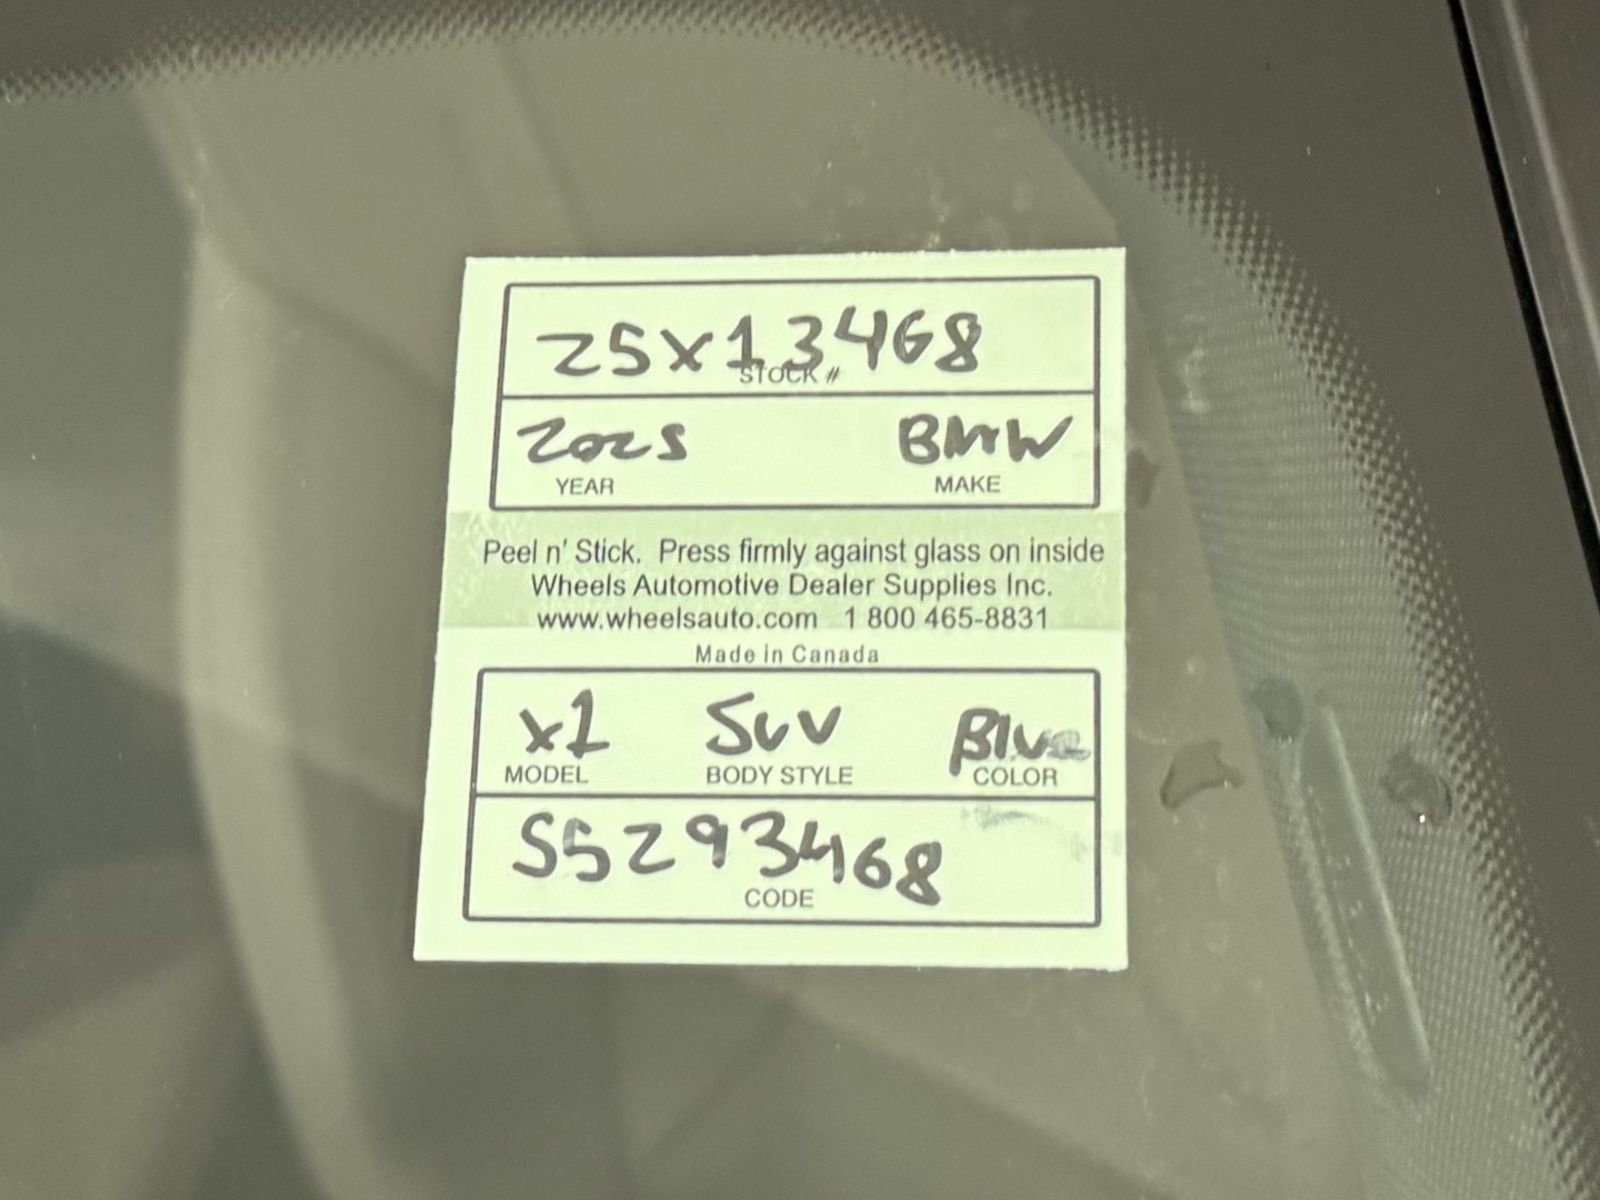 25X13468
STOCK #
2025 BMW
YEAR MAKE
Peel n' Stick. Press firmly against glass on inside
Wheels Automotive Dealer Supplies Inc.
www.wheelsauto.com 1 800 465-8831
Made in Canada
X1 SUV Blue
MODEL BODY STYLE COLOR
S5293468
CODE